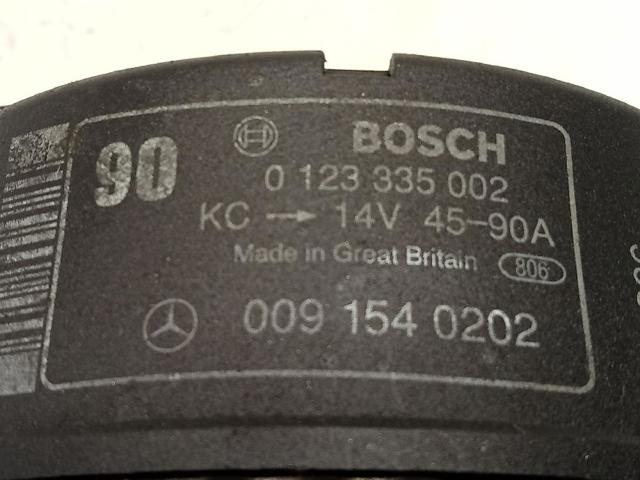 90
BOSCH
0 123 335 002
KC → 14V 45-90A
Made in Great Britain 806
009 154 0202